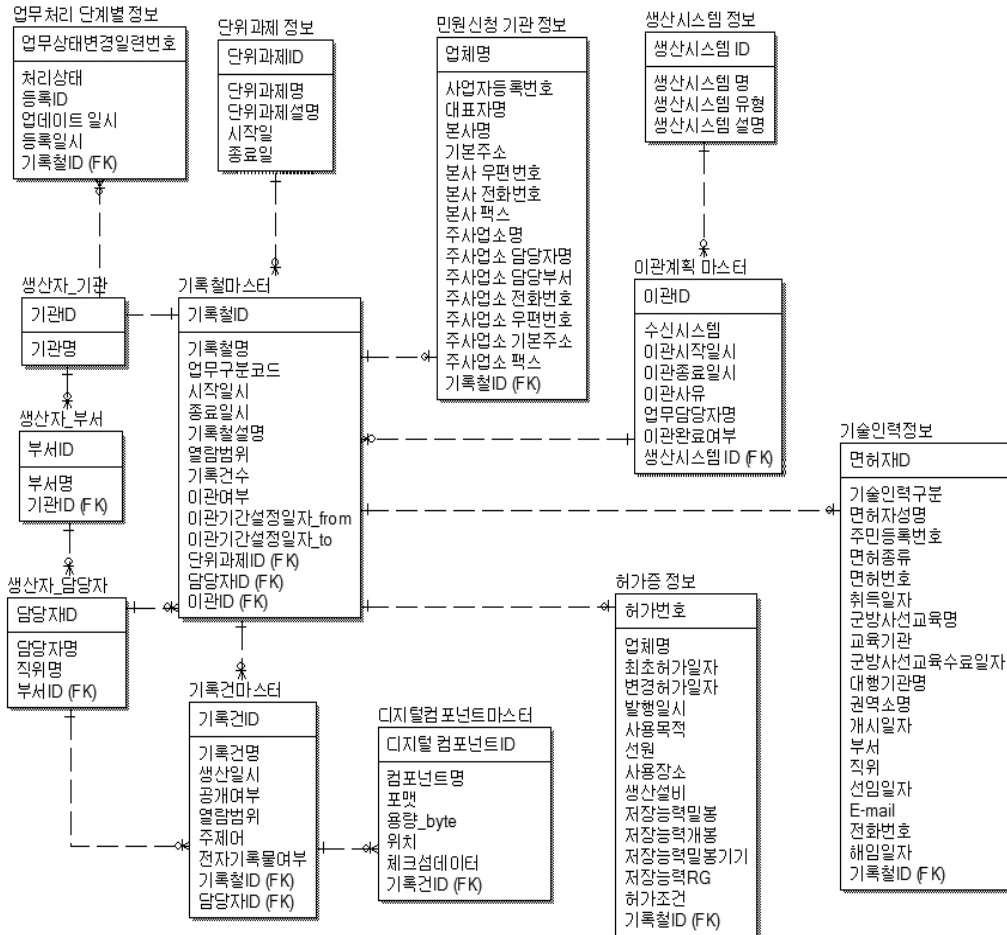 업무처리 단계별 정보
업무상태변경일련번호
처리상태
등록ID
업데이트 일시
등록일시
기록철ID (FK)
단위과제 정보
단위과제ID
단위과제명
단위과제설명
시작일
종료일
민원신청 기관 정보
업체명
사업자등록번호
대표자명
본사명
기본주소
본사 우편번호
본사 전화번호
본사 팩스
주사업소명
주사업소 담당자명
주사업소 담당부서
주사업소 전화번호
주사업소 우편번호
주사업소 기본주소
주사업소 팩스
기록철ID (FK)
생산시스템 정보
생산시스템 ID
생산시스템 명
생산시스템 유형
생산시스템 설명
생산자_기관
기관ID
기관명
기록철마스터
기록철ID
기록철명
업무구분코드
시작일시
종료일시
기록철설명
열람범위
기록건수
이관여부
이관기간설정일자_from
이관기간설정일자_to
단위과제ID (FK)
담당자ID (FK)
이관ID (FK)
이관계획 마스터
이관ID
수신시스템
이관시작일시
이관종료일시
이관사유
업무담당자명
이관완료여부
생산시스템 ID (FK)
생산자_부서
부서ID
부서명
기관ID (FK)
기술인력정보
면허재ID
기술인력구분
면허자성명
주민등록번호
면허종류
면허번호
취득일자
군방사선교육명
교육기관
군방사선교육수료일자
대행기관명
권역소명
개시일자
부서
직위
선임일자
E-mail
전화번호
해임일자
기록철ID (FK)
생산자_담당자
담당재ID
담당자명
직위명
부서ID (FK)
허가증 정보
허가번호
업체명
최초허가일자
변경허가일자
발행일시
사용목적
선원
사용장소
생산설비
저장능력밀봉
저장능력개봉
저장능력밀봉기기
저장능력RG
허가조건
기록철ID (FK)
기록건마스터
기록건ID
기록건명
생산일시
공개여부
열람범위
주제어
전자기록물여부
기록철ID (FK)
담당자ID (FK)
디지털컴포넌트마스터
디지털 컴포넌트ID
컴포넌트명
포맷
용량_byte
위치
체크섬데이터
기록건ID (FK)